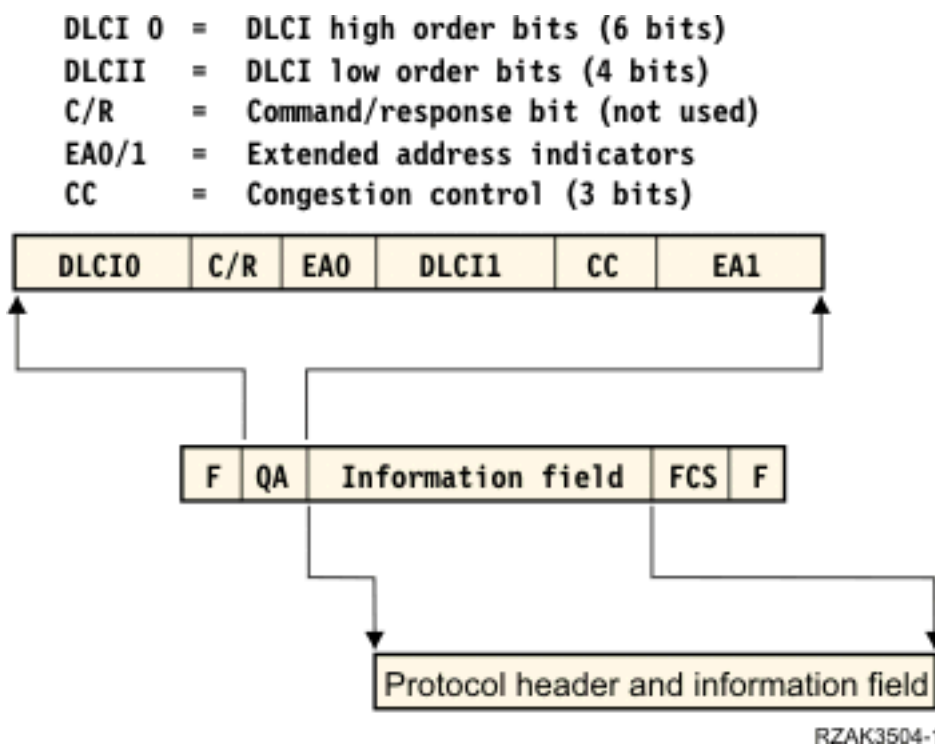 DLCI 0 = DLCI high order bits (6 bits)
DLCII = DLCI low order bits (4 bits)
C/R = Command/response bit (not used)
EA0/1 = Extended address indicators
CC = Congestion control (3 bits)
DLCI0 C/R EA0 DLCI1 CC EA1
F QA Information field FCS F
Protocol header and information field
RZAK3504-1